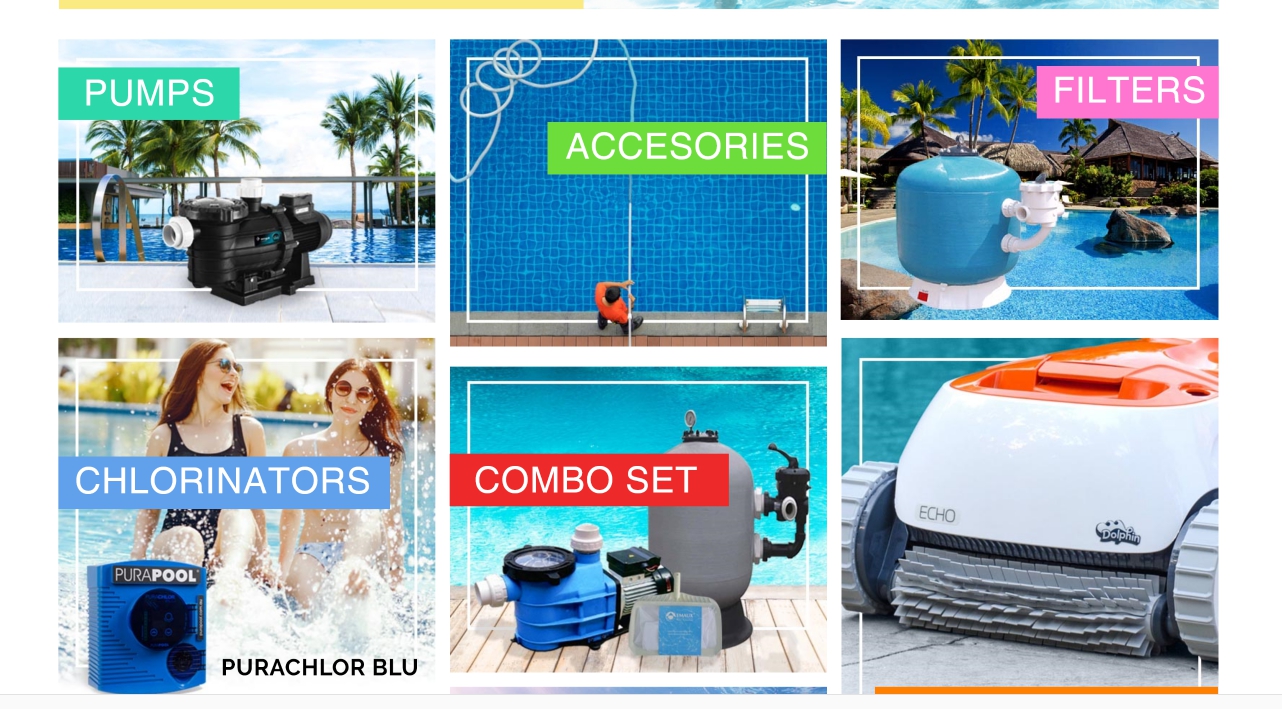 PUMPS
ACCESORIES
FILTERS
CHLORINATORS
COMBO SET
ECHO
Dolphin
PURAPOOL
PURACHLOR BLU